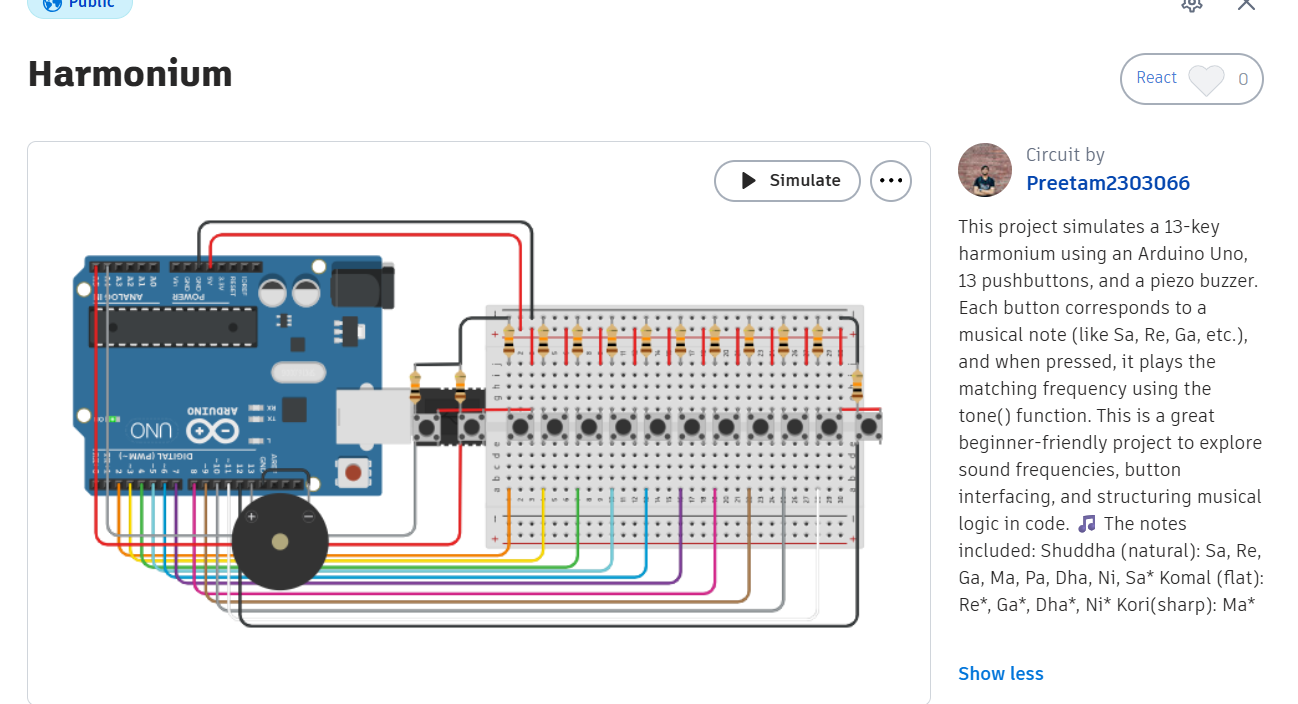 Public
Harmonium
React
0
Simulate
Circuit by
Preetam2303066
This project simulates a 13-key
harmonium using an Arduino Uno,
13 pushbuttons, and a piezo buzzer.
Each button corresponds to a
musical note (like Sa, Re, Ga, etc.),
and when pressed, it plays the
matching frequency using the
tone() function. This is a great
beginner-friendly project to explore
sound frequencies, button
interfacing, and structuring musical
logic in code. 🎵 The notes
included: Shuddha (natural): Sa, Re,
Ga, Ma, Pa, Dha, Ni, Sa* Komal (flat):
Re*, Ga*, Dha*, Ni* Kori(sharp): Ma*
Show less
A3
A2
A1
A0
Vin
GND
GND
5V
3.3V
RESET
IOREF
ANALOG IN
POWER
RX
TX
L
ARDUINO
UNO
DIGITAL (PWM~)
2
~3
4
~5
~6
7
8
~9
~10
~11
12
13
GND
AREF